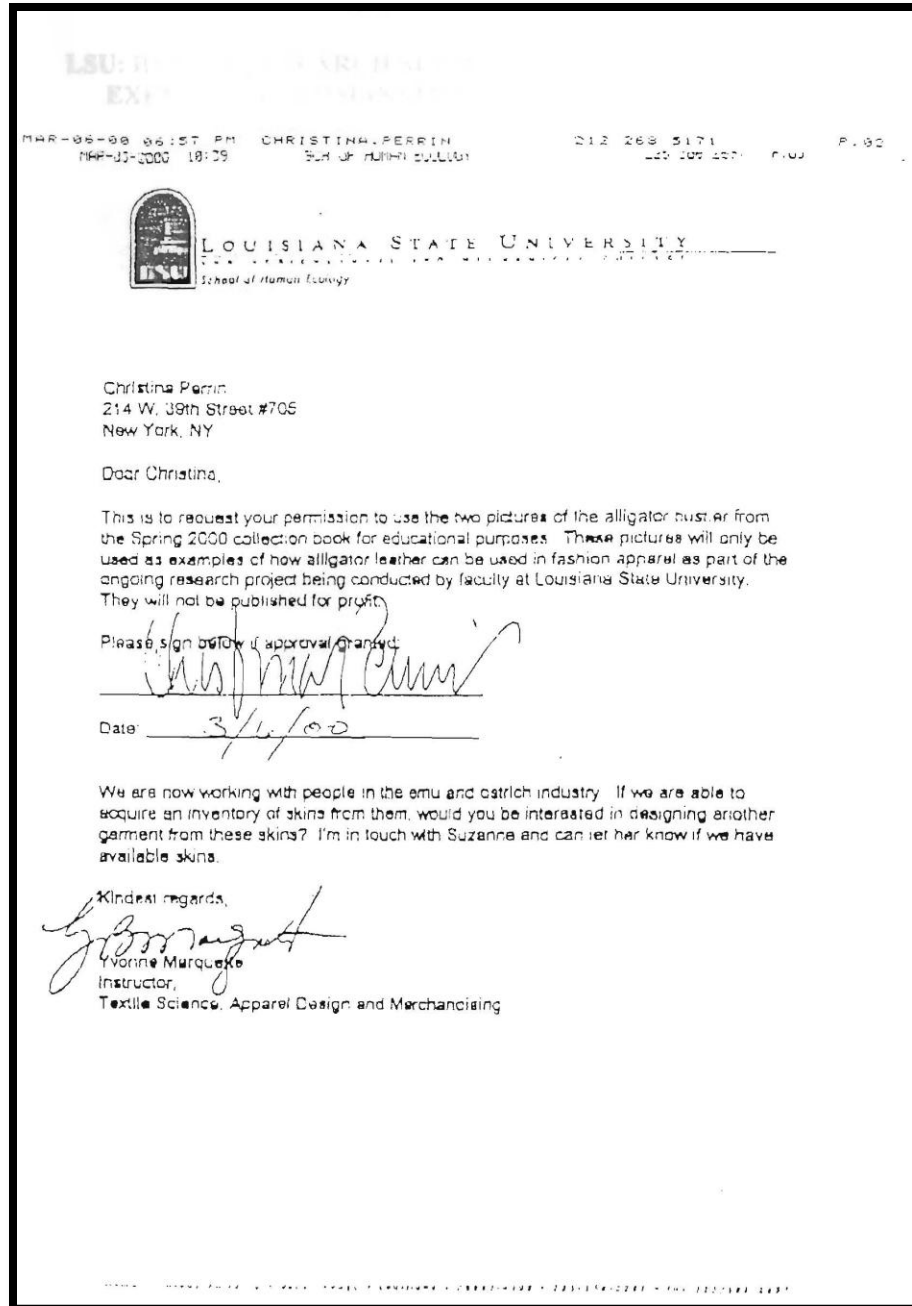 LSU:
MAR-06-00 06:57 PM CHRISTINA.PERRIN 212 268 5171 P.02
10:39
LSU
LOUISIANA STATE UNIVERSITY
School of Human Ecology
Christina Perrin
214 W. 39th Street #705
New York, NY
Dear Christina,
This is to request your permission to use the two pictures of the alligator bustier from
the Spring 2000 collection book for educational purposes. These pictures will only be
used as examples of how alligator leather can be used in fashion apparel as part of the
ongoing research project being conducted by faculty at Louisiana State University.
They will not be published for profit.
Please sign below if approval granted:
Date: 3/6/00
We are now working with people in the emu and ostrich industry. If we are able to
acquire an inventory of skins from them, would you be interested in designing another
garment from these skins? I'm in touch with Suzanne and can let her know if we have
available skins.
Kindest regards,
Yvonne Marquette
Instructor,
Textile Science, Apparel Design and Merchandising